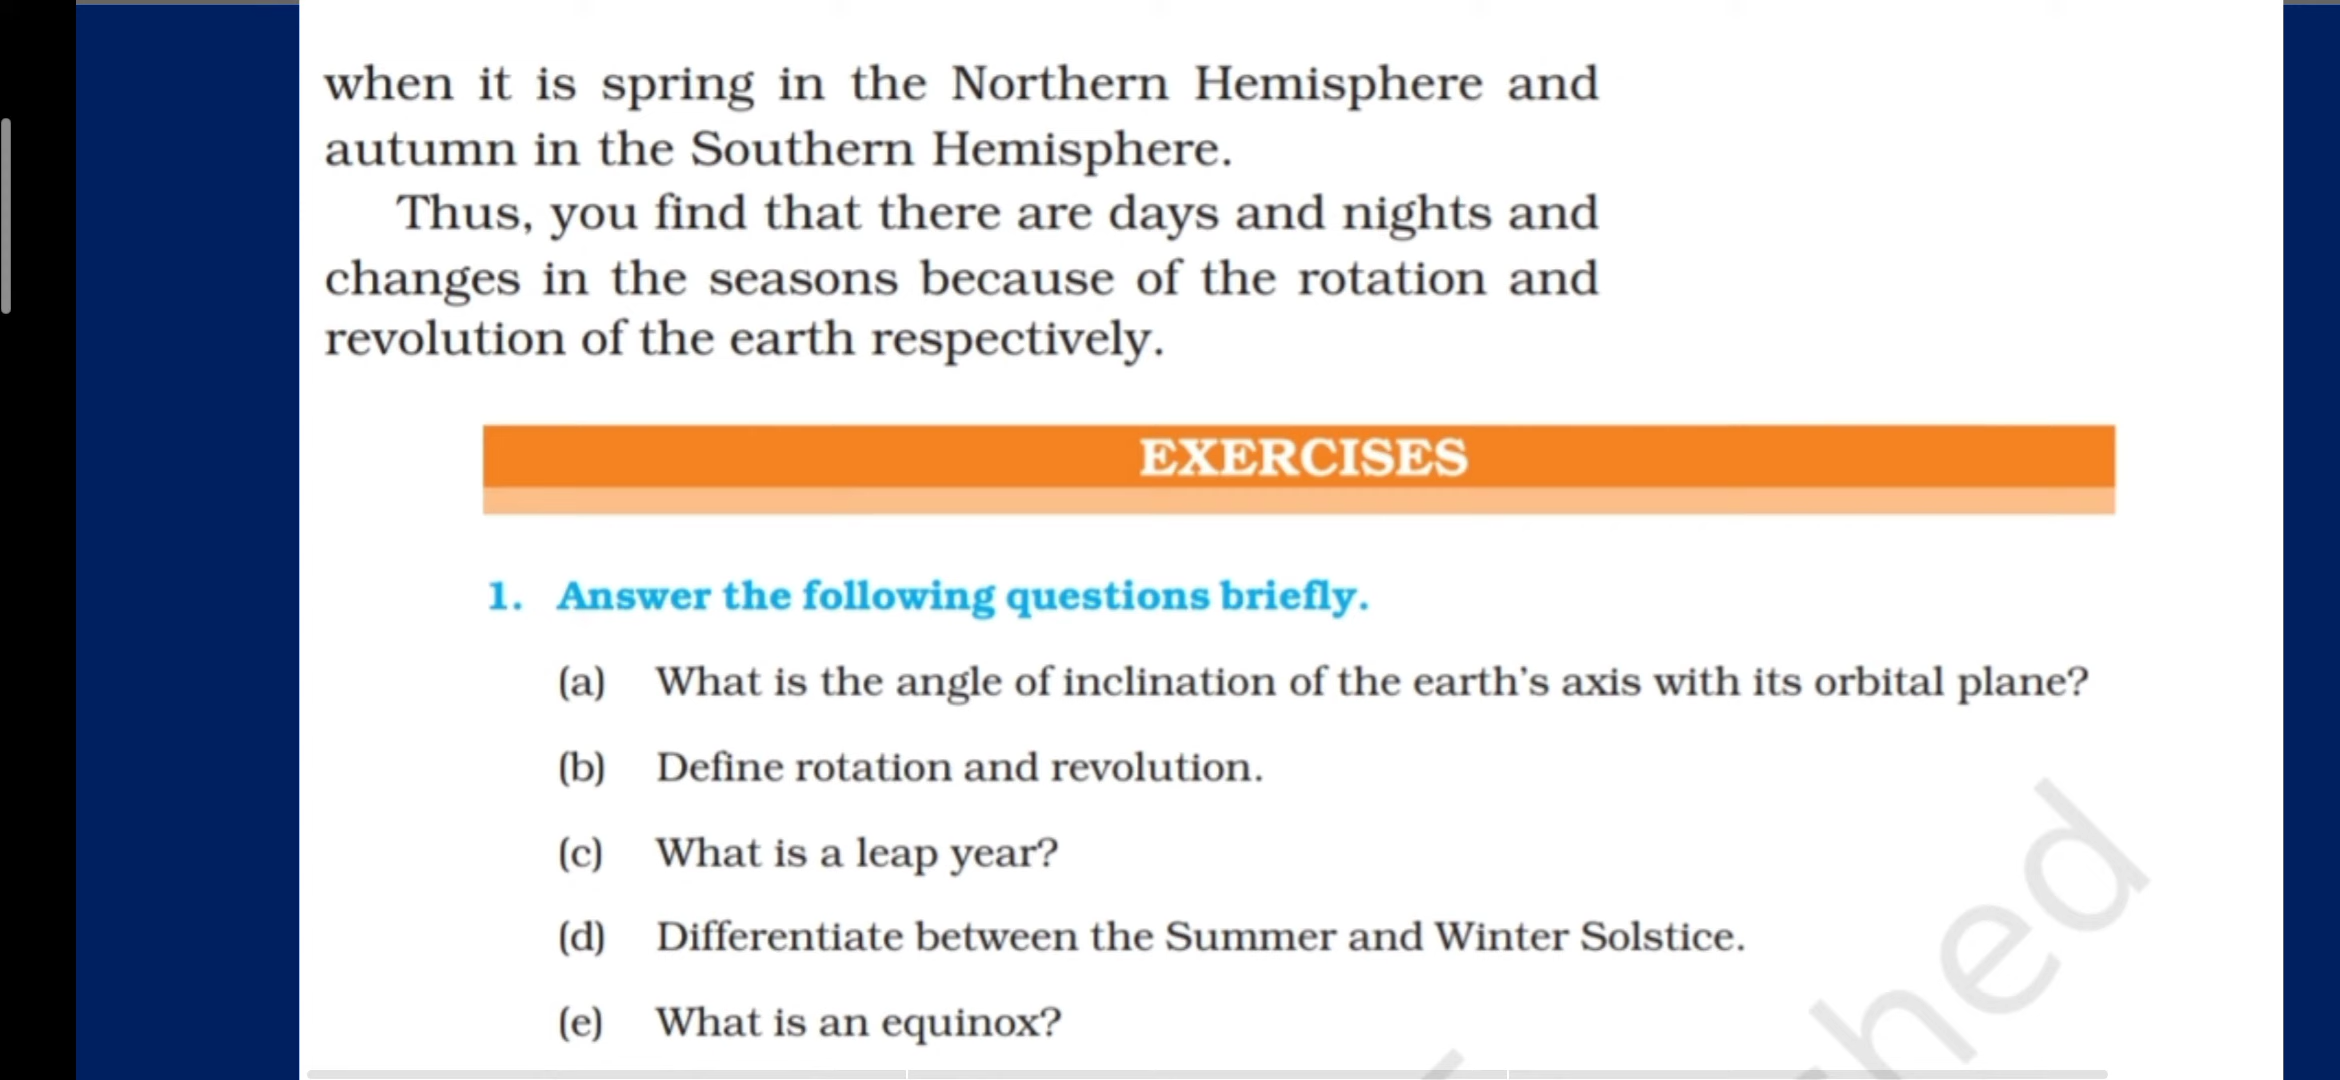 when it is spring in the Northern Hemisphere and
autumn in the Southern Hemisphere.
Thus, you find that there are days and nights and
changes in the seasons because of the rotation and
revolution of the earth respectively.
EXERCISES
1. Answer the following questions briefly.
(a) What is the angle of inclination of the earth's axis with its orbital plane?
(b) Define rotation and revolution.
(c) What is a leap year?
(d) Differentiate between the Summer and Winter Solstice.
(e) What is an equinox?
hed